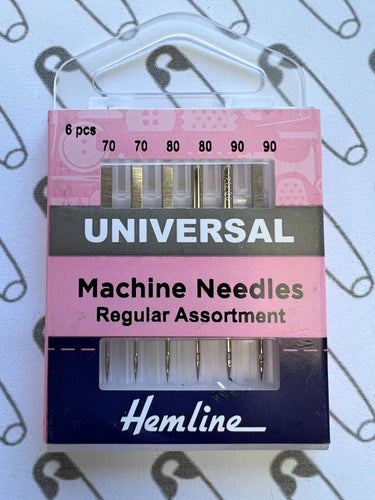 6 pcs
70 70 80 80 90 90
UNIVERSAL
Machine Needles
Regular Assortment
Hemline